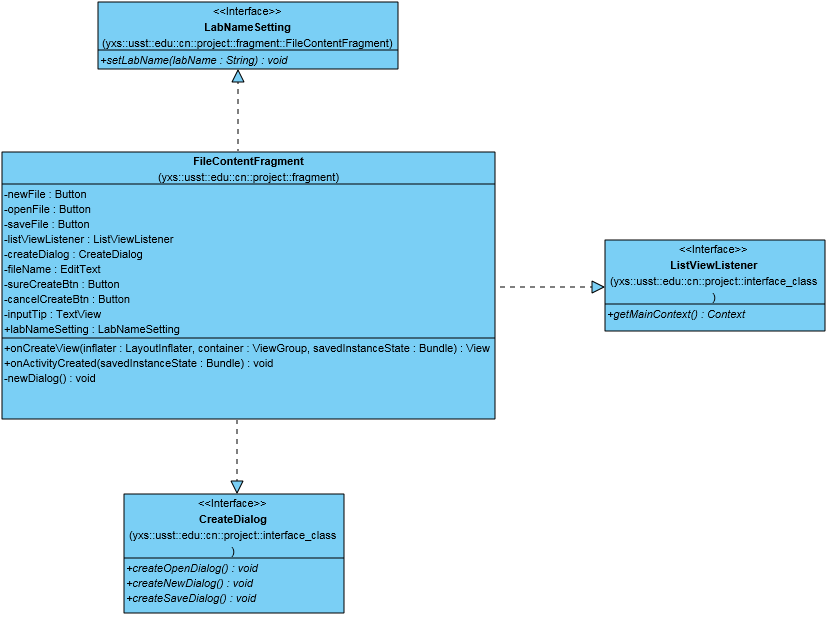 <<Interface>>
LabNameSetting
(yxs::usst::edu::cn::project::fragment::FileContentFragment)
+setLabName(labName : String) : void
FileContentFragment
(yxs::usst::edu::cn::project::fragment)
-newFile : Button
-openFile : Button
-saveFile : Button
-listViewListener : ListViewListener
-createDialog : CreateDialog
-fileName : EditText
-sureCreateBtn : Button
-cancelCreateBtn : Button
-inputTip : TextView
+labNameSetting : LabNameSetting
+onCreateView(inflater : LayoutInflater, container : ViewGroup, savedInstanceState : Bundle) : View
+onActivityCreated(savedInstanceState : Bundle) : void
-newDialog() : void
<<Interface>>
ListViewListener
(yxs::usst::edu::cn::project::interface_class
)
+getMainContext() : Context
<<Interface>>
CreateDialog
(yxs::usst::edu::cn::project::interface_class
)
+createOpenDialog() : void
+createNewDialog() : void
+createSaveDialog() : void